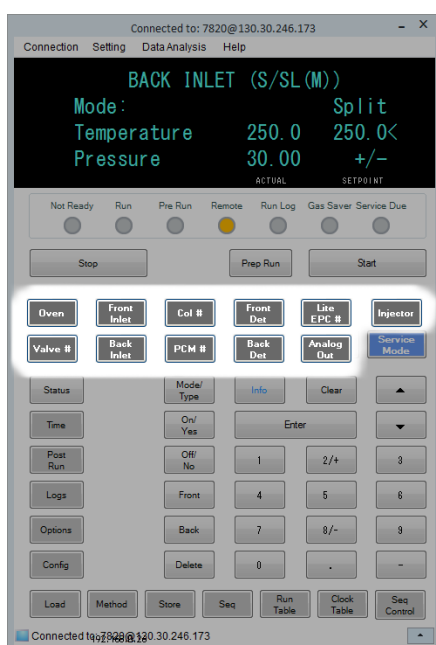 Connected to: 7820@130.30.246.173
Connection Setting Data Analysis Help
BACK INLET (S/SL(M))
Mode: Split
Temperature 250.0 250.0<
Pressure 30.00 +/-
ACTUAL SETPOINT
Not Ready Run Pre Run Remote Run Log Gas Saver Service Due
Stop Prep Run Start
Oven Front Inlet Col # Front Det Lite EPC # Injector
Valve # Back Inlet PCM # Back Det Analog Out Service Mode
Status Mode/ Type Info Clear
Time On/ Yes Enter
Post Run Off/ No 1 2/+ 3
Logs Front 4 5 6
Options Back 7 8/- 9
Config Delete 0 . -
Load Method Store Seq Run Table Clock Table Seq Control
Connected to: 7820@130.30.246.173